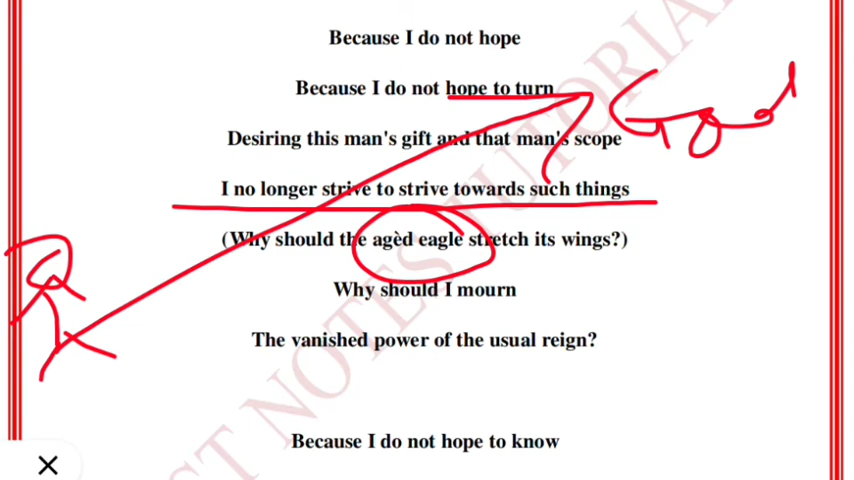 Because I do not hope
Because I do not hope to turn
Desiring this man's gift and that man's scope
I no longer strive to strive towards such things
(Why should the agèd eagle stretch its wings?)
Why should I mourn
The vanished power of the usual reign?
Because I do not hope to know
God
NOTES TUTORIAL